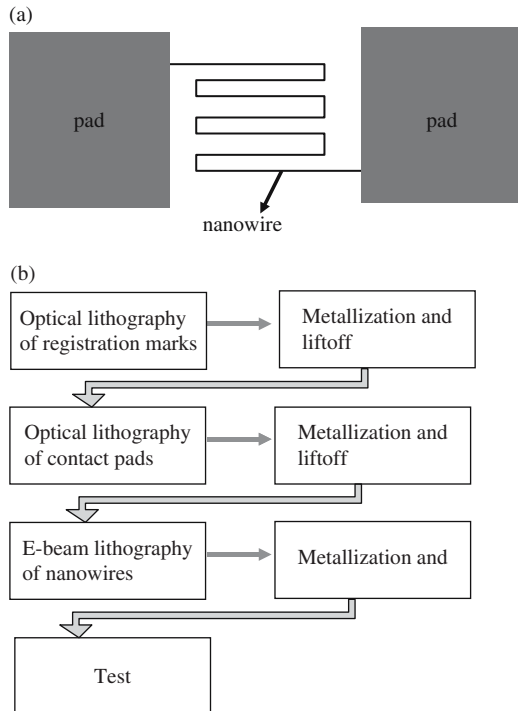 (a)
pad
pad
nanowire
(b)
Optical lithography
of registration marks
Metallization and
liftoff
Optical lithography
of contact pads
Metallization and
liftoff
E-beam lithography
of nanowires
Metallization and
Test